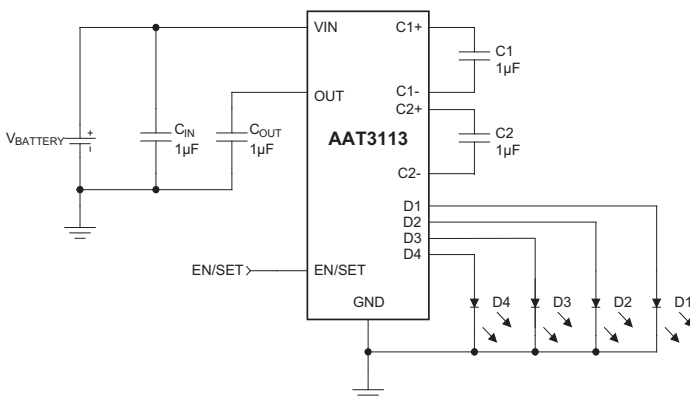 VIN
C1+
C1
1µF
C1-
OUT
C2+
AAT3113
C2
1µF
C2-
VBATTERY
+
-
CIN
1µF
COUT
1µF
D1
D2
D3
D4
EN/SET
EN/SET
GND
D4
D3
D2
D1